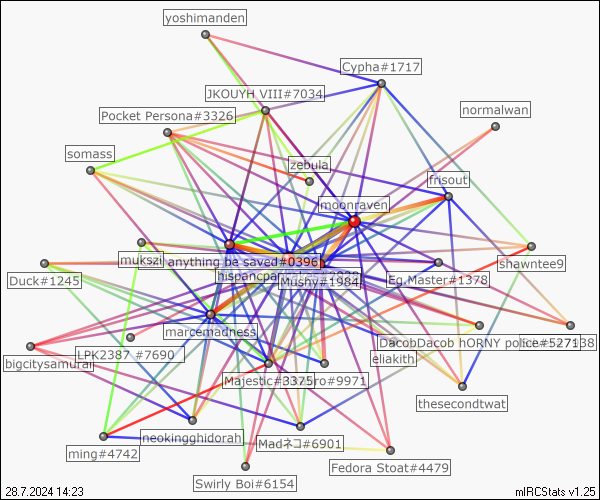 yoshimanden
Cypha#1717
JKOUYH VIII#7034
normalwan
Pocket Persona#3326
somass
zebula
frisout
moonraven
mukszi
anything be saved#0396
shawntee9
Duck#1245
Mushy#1984
Eg.Master#1378
marcemadness
DacobDacob hORNY police#5271
38
LPK2387 #7690
eliakith
bigcitysamurai
Majestic#3375
ro#9971
thesecondtwat
neokingghidorah
Madネコ#6901
ming#4742
Fedora Stoat#4479
Swirly Boi#6154
28.7.2024 14:23
mIRCStats v1.25